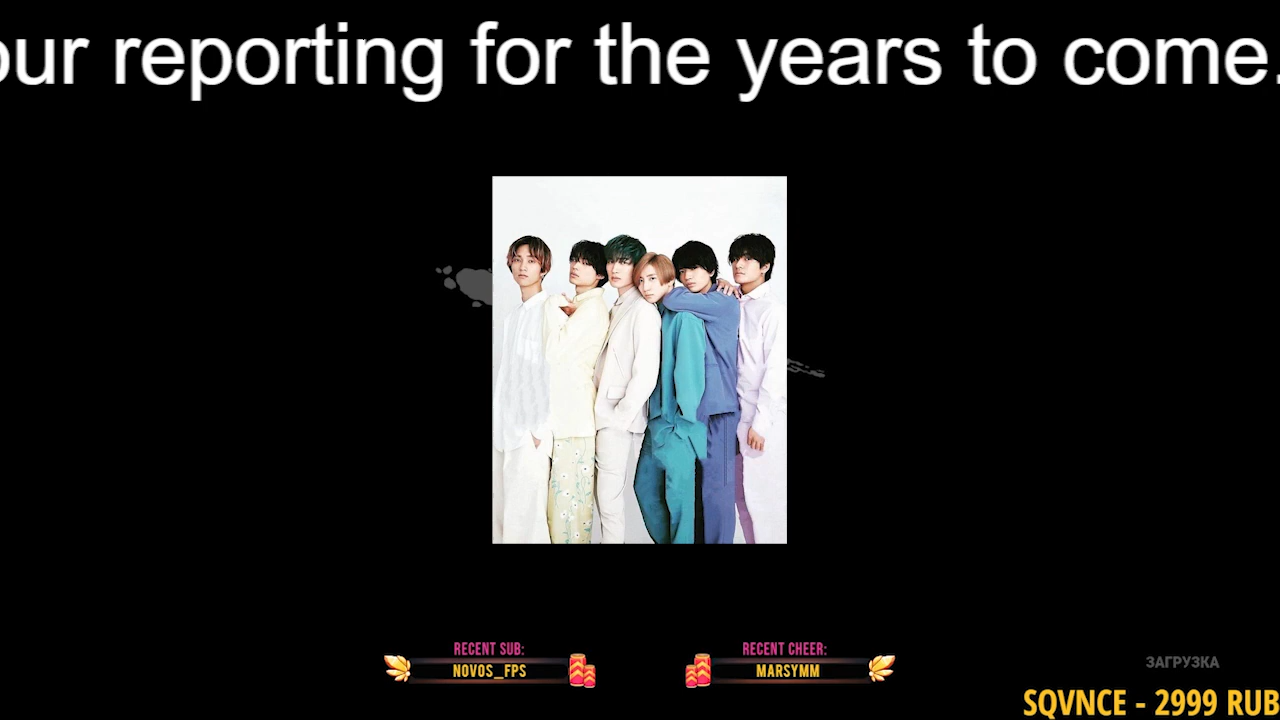 our reporting for the years to come.
RECENT SUB:
NOVOS_FPS
RECENT CHEER:
MARSYMM
ЗАГРУЗКА
SQVNCE - 2999 RUB